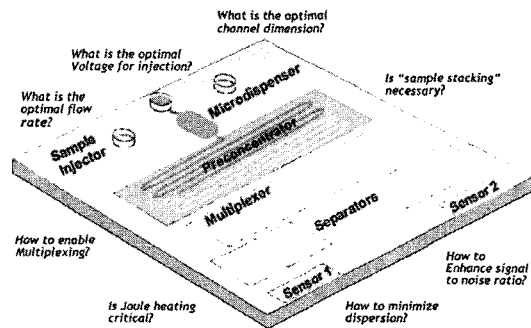 What is the optimal
channel dimension?
What is the optimal
Voltage for injection?
Is "sample stacking"
necessary?
What is the
optimal flow
rate?
Microdispenser
Sample
Injector
Preconcentrator
Multiplexer
Separators
Sensor 2
Sensor 1
How to enable
Multiplexing?
How to
Enhance signal
to noise ratio?
Is Joule heating
critical?
How to minimize
dispersion?